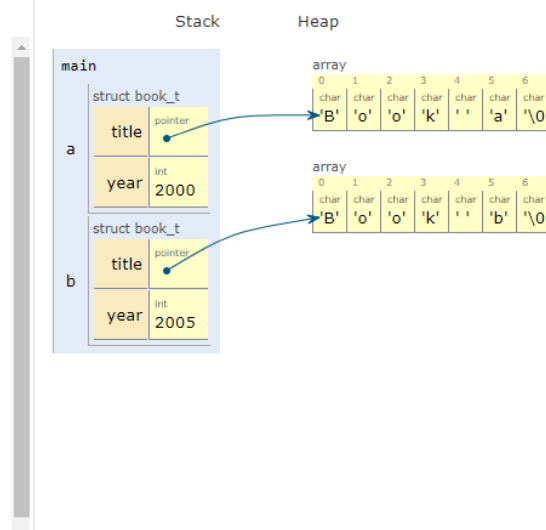 Stack Heap
main
array
0 1 2 3 4 5 6
char char char char char char char
'B' 'o' 'o' 'k' ' ' 'a' '\0
struct book_t
a
title
pointer
year
int
2000
array
0 1 2 3 4 5 6
char char char char char char char
'B' 'o' 'o' 'k' ' ' 'b' '\0
struct book_t
b
title
pointer
year
int
2005